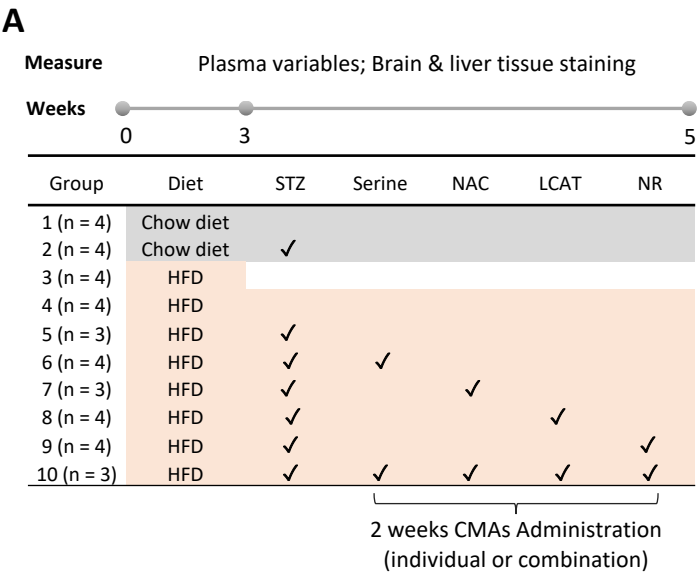 A
Measure Plasma variables; Brain & liver tissue staining
Weeks
0 3 5
Group Diet STZ Serine NAC LCAT NR
1 (n = 4) Chow diet
2 (n = 4) Chow diet ✓
3 (n = 4) HFD
4 (n = 4) HFD
5 (n = 3) HFD ✓
6 (n = 4) HFD ✓ ✓
7 (n = 3) HFD ✓ ✓
8 (n = 4) HFD ✓ ✓
9 (n = 4) HFD ✓ ✓
10 (n = 3) HFD ✓ ✓ ✓ ✓ ✓
2 weeks CMAs Administration
(individual or combination)